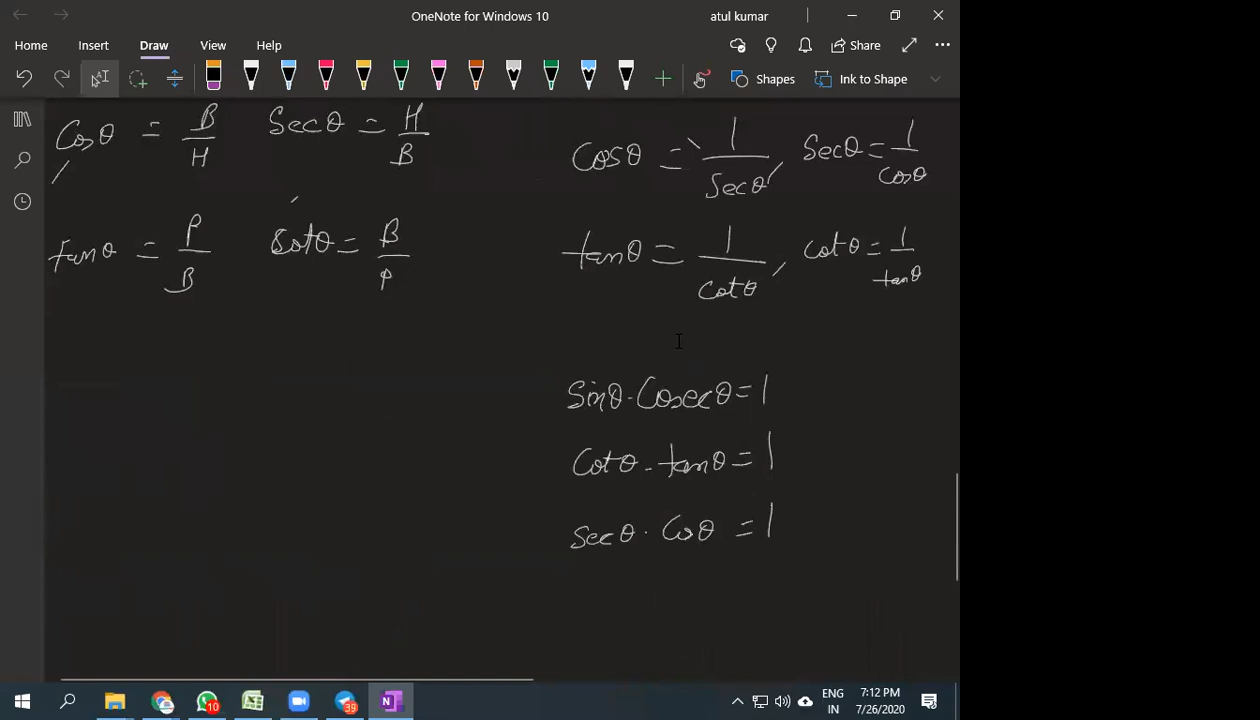 OneNote for Windows 10
atul kumar
Home Insert Draw View Help
Share
Shapes Ink to Shape
Cosθ = B/H Secθ = H/B
tanθ = P/B Cotθ = B/P
Cosθ = 1/Secθ, Secθ = 1/Cosθ
tanθ = 1/Cotθ, Cotθ = 1/tanθ
Sinθ . Cosecθ = 1
Cotθ . tanθ = 1
Secθ . Cosθ = 1
10
39
ENG
IN
7:12 PM
7/26/2020